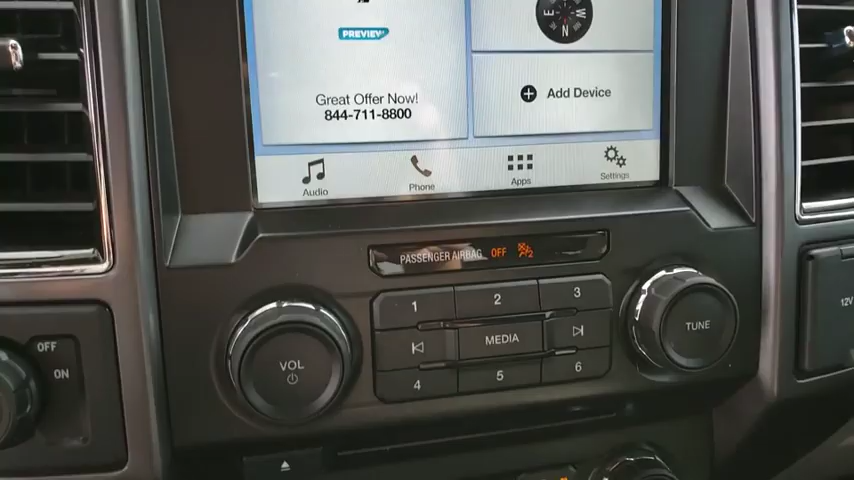 PREVIEW
Great Offer Now!
844-711-8800
E N W
Add Device
Audio
Phone
Apps
Settings
PASSENGER AIRBAG OFF
2
1
2
3
MEDIA
4
5
6
VOL
TUNE
OFF
ON
12V